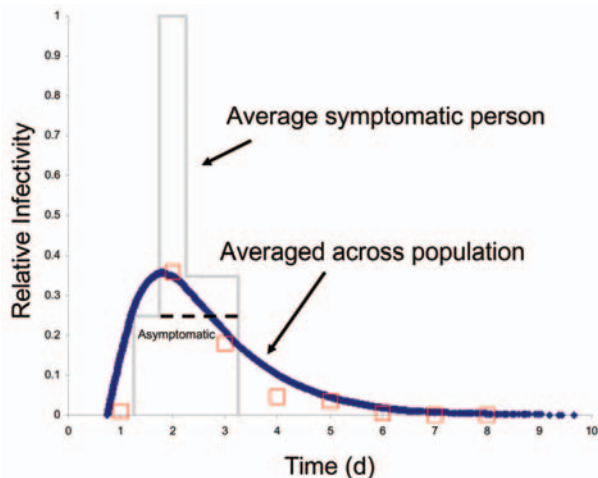 1
0.9
0.8
0.7
0.6
0.5
0.4
0.3
0.2
0.1
0
Relative Infectivity
Average symptomatic person
Averaged across population
Asymptomatic
0 1 2 3 4 5 6 7 8 9 10
Time (d)